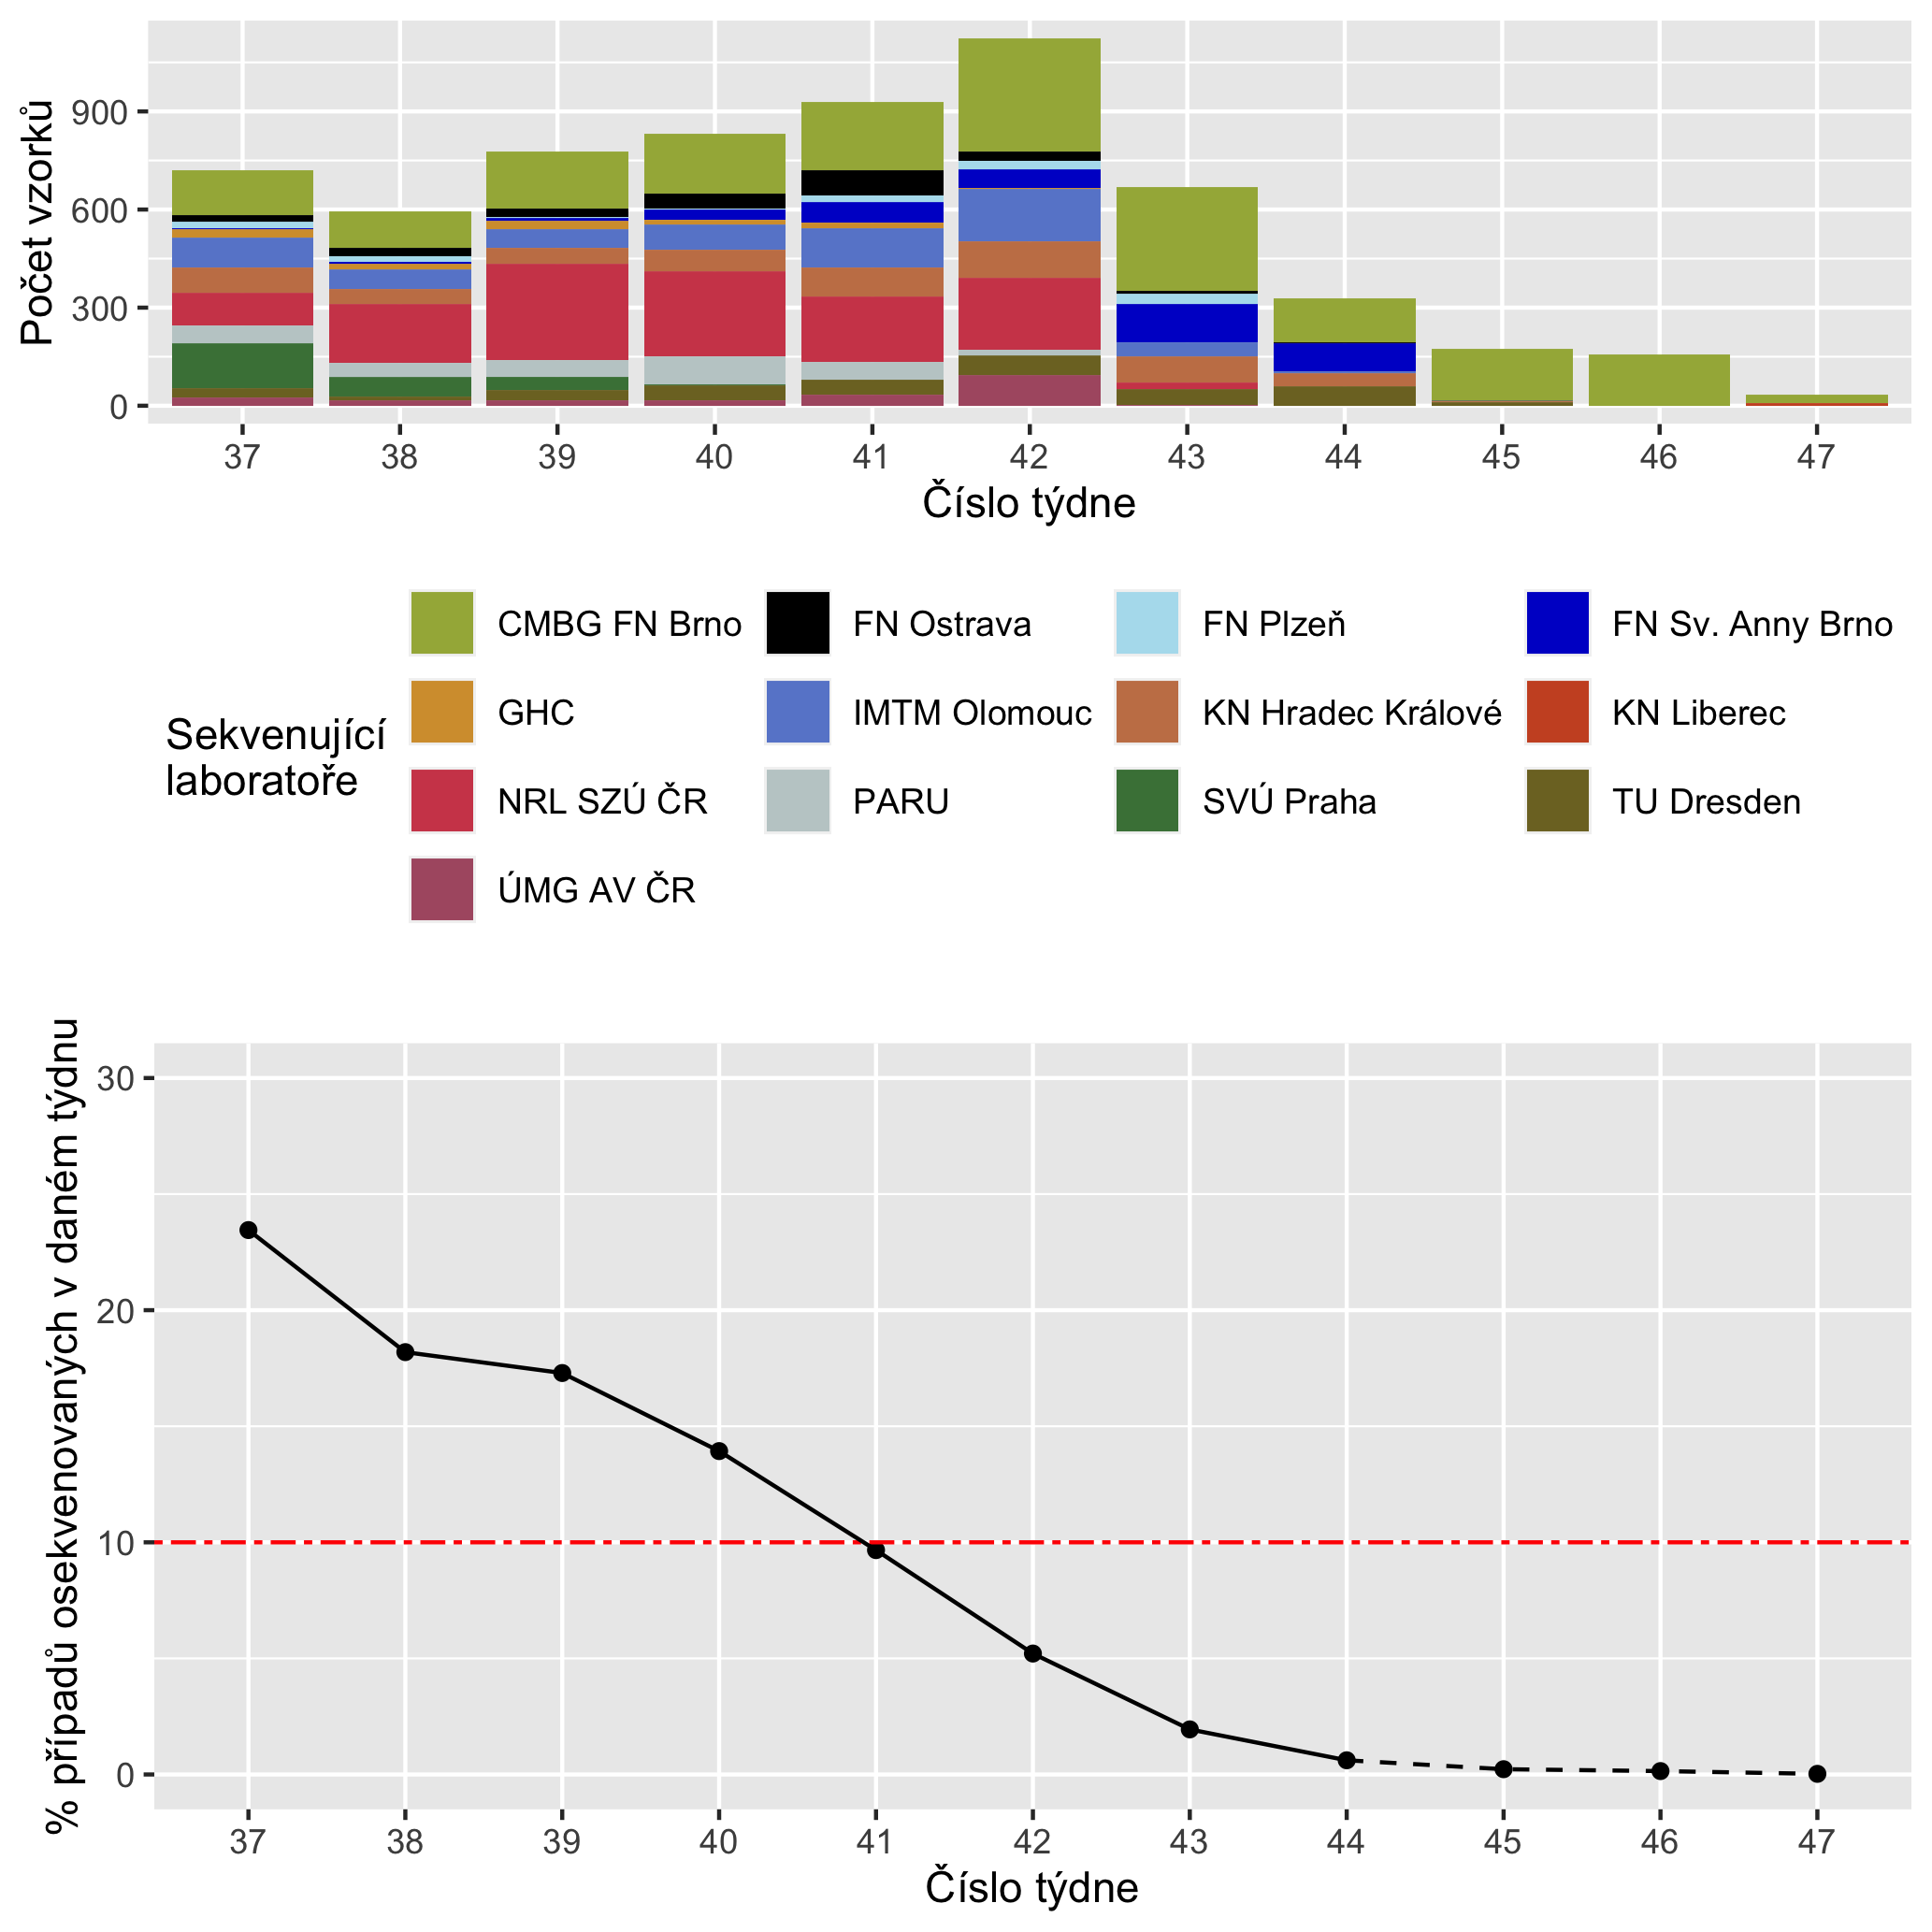 Počet vzorků
900
600
300
0
37 38 39 40 41 42 43 44 45 46 47
Číslo týdne
Sekvenující
laboratoře
CMBG FN Brno FN Ostrava FN Plzeň FN Sv. Anny Brno
GHC IMTM Olomouc KN Hradec Králové KN Liberec
NRL SZÚ ČR PARU SVÚ Praha TU Dresden
ÚMG AV ČR
% případů osekvenovaných v daném týdnu
30
20
10
0
37 38 39 40 41 42 43 44 45 46 47
Číslo týdne